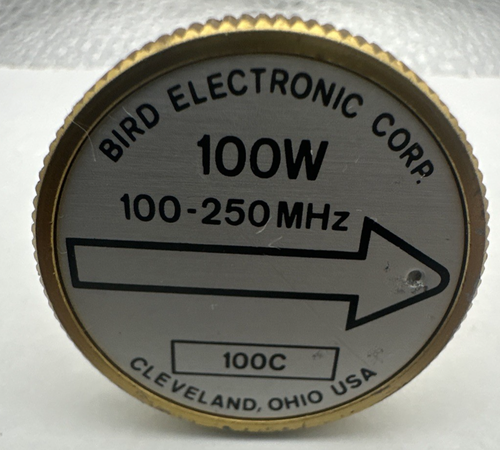 BIRD ELECTRONIC CORP.
100W
100-250 MHz
100C
CLEVELAND, OHIO USA